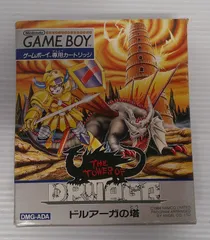 Nintendo
GAME BOY
ゲームボーイ専用カートリッジ
THE
TOWER OF
DRUAGA
ドルアーガの塔
DMG-ADA